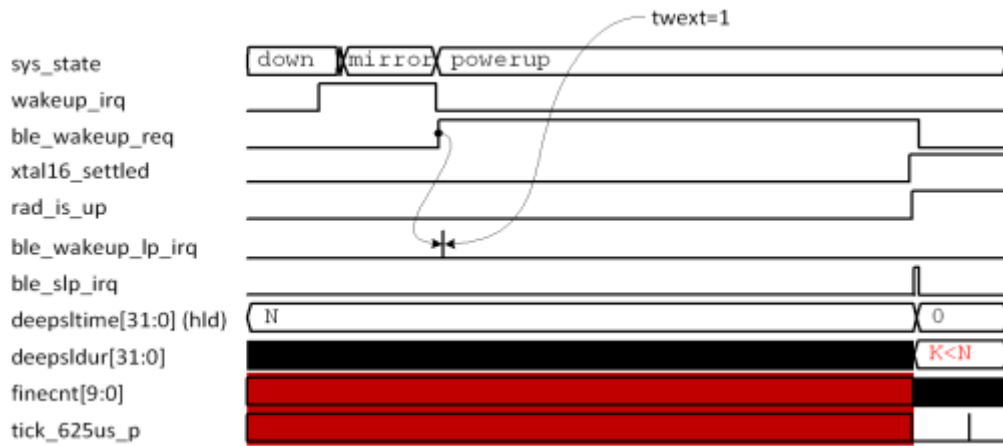 twext=1
sys_state down mirror powerup
wakeup_irq
ble_wakeup_req
xtal16_settled
rad_is_up
ble_wakeup_lp_irq
ble_slp_irq
deepsltime[31:0] (hld) N 0
deepsldur[31:0] K<N
finecnt[9:0]
tick_625us_p